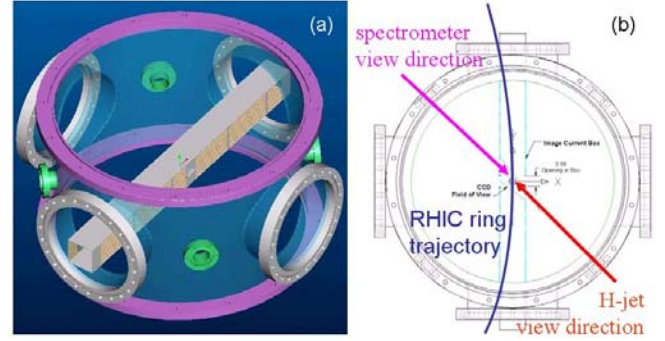 (a)
(b)
spectrometer
view direction
Image Current Box
Opening in Box
X
CCD
Field of View
RHIC ring
trajectory
H-jet
view direction